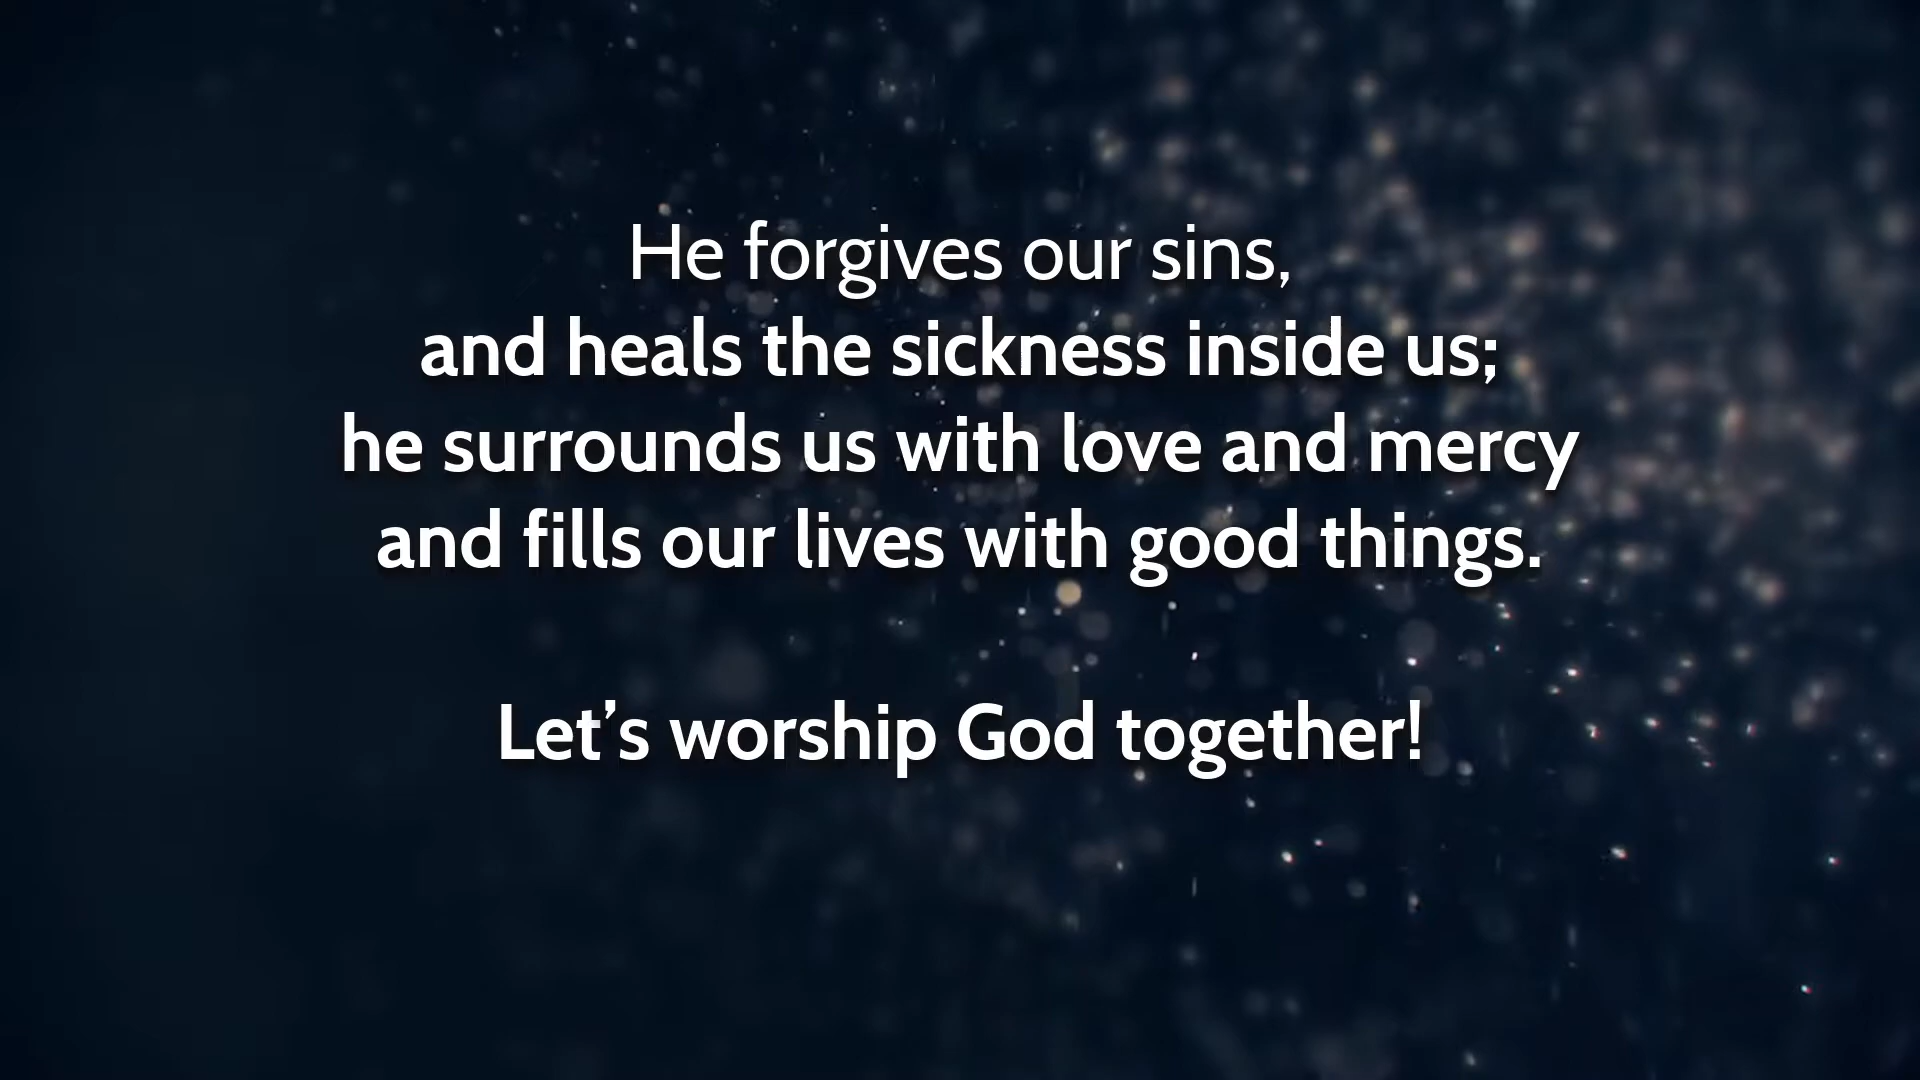 He forgives our sins,
and heals the sickness inside us;
he surrounds us with love and mercy
and fills our lives with good things.
Let’s worship God together!